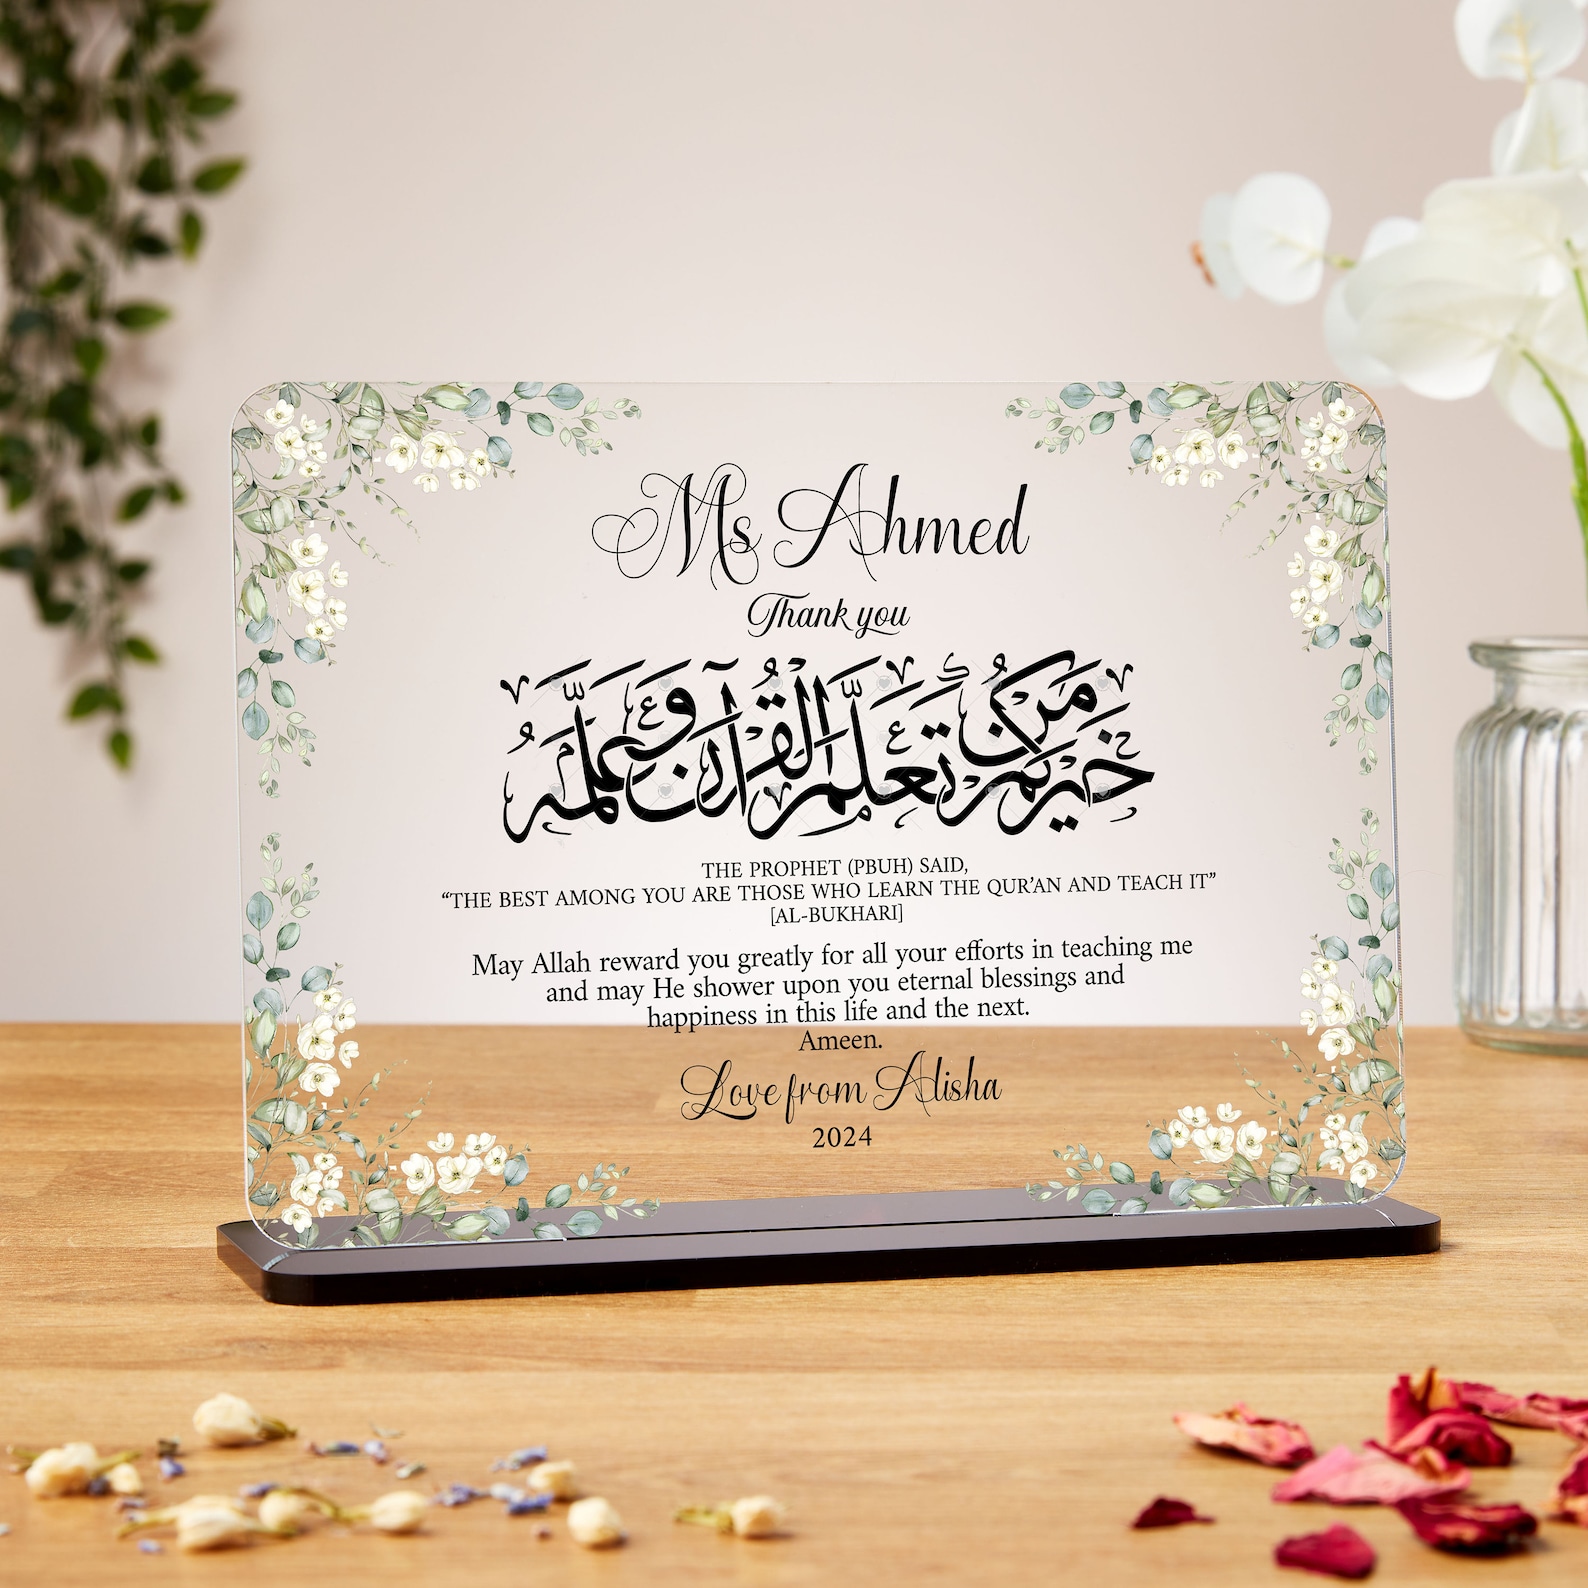 Ms Ahmed
Thank you
خَيْرُكُمْ مَنْ تَعَلَّمَ الْقُرْآنَ وَعَلَّمَهُ
THE PROPHET (PBUH) SAID,
“THE BEST AMONG YOU ARE THOSE WHO LEARN THE QUR’AN AND TEACH IT”
[AL-BUKHARI]
May Allah reward you greatly for all your efforts in teaching me
and may He shower upon you eternal blessings and
happiness in this life and the next.
Ameen.
Love from Alisha
2024